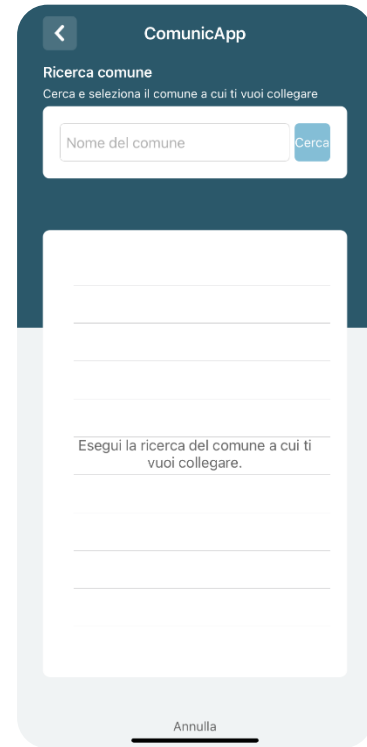 ComunicApp
Ricerca comune
Cerca e seleziona il comune a cui ti vuoi collegare
Nome del comune
Cerca
Esegui la ricerca del comune a cui ti
vuoi collegare.
Annulla